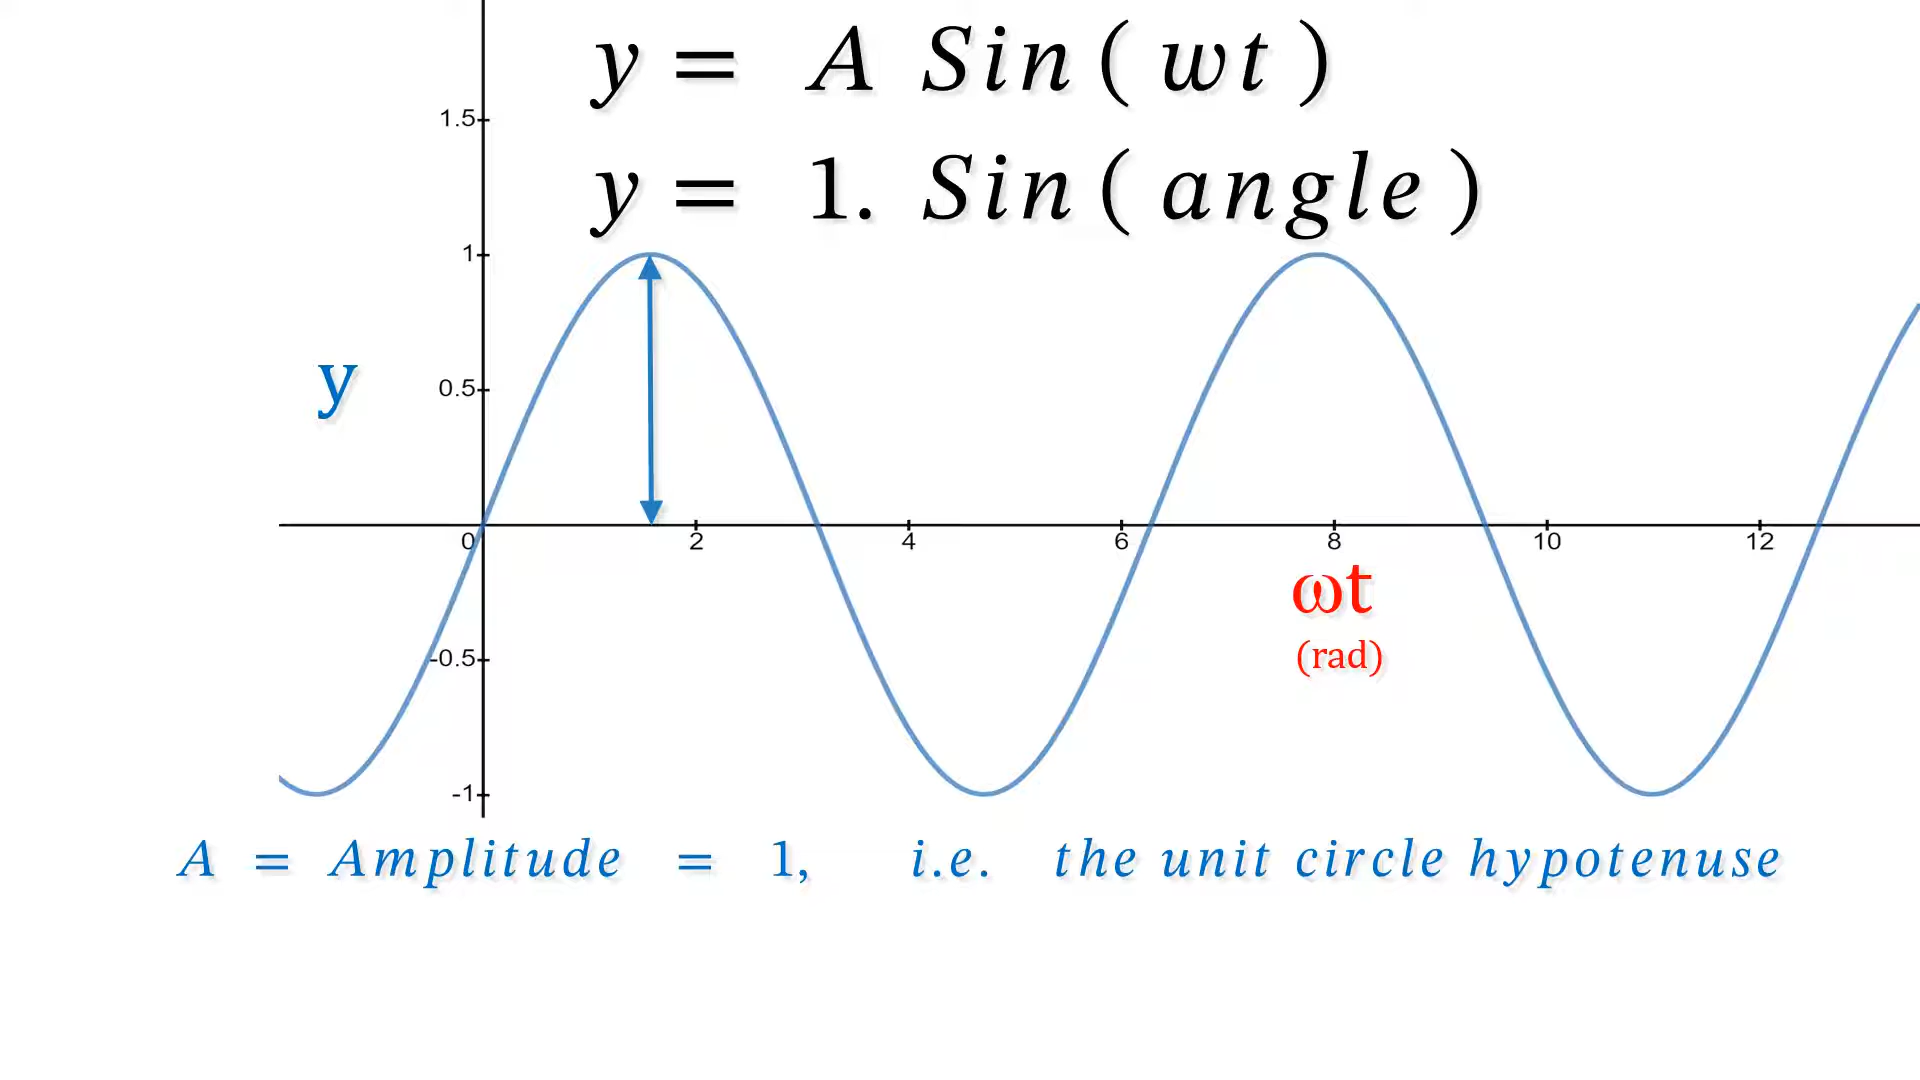 y = A Sin( wt )
1.5
y = 1. Sin( angle )
1
y
0.5
0 2 4 6 8 10 12
ωt
(rad)
-0.5
-1
A = Amplitude = 1, i.e. the unit circle hypotenuse